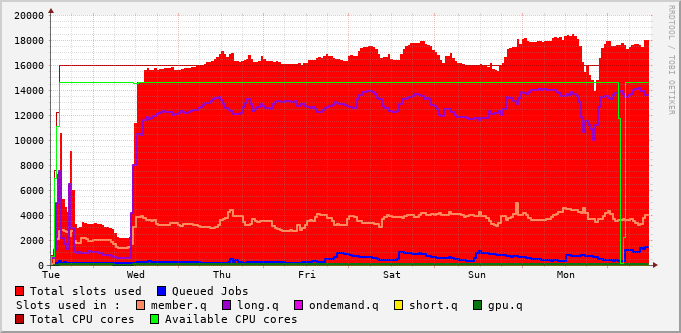 RRDTOOL / TOBI OETIKER
20000
18000
16000
14000
12000
10000
8000
6000
4000
2000
0
Tue Wed Thu Fri Sat Sun Mon
Total slots used Queued Jobs
Slots used in : member.q long.q ondemand.q short.q gpu.q
Total CPU cores Available CPU cores